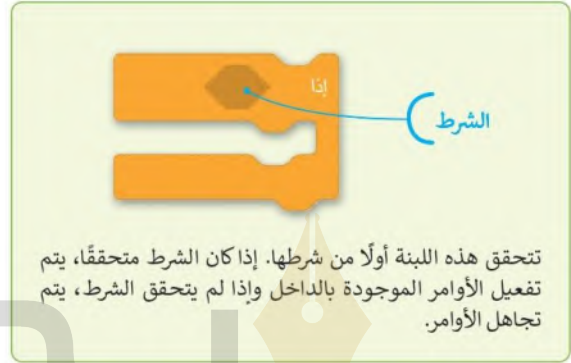 إذا
الشرط
تتحقق هذه اللبنة أولًا من شرطها. إذا كان الشرط متحققًا، يتم
تفعيل الأوامر الموجودة بالداخل وإذا لم يتحقق الشرط، يتم
تجاهل الأوامر.